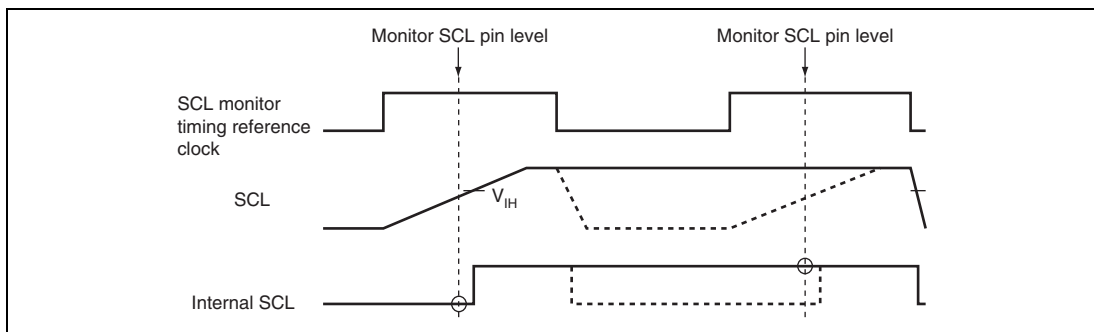 Monitor SCL pin level
Monitor SCL pin level
SCL monitor
timing reference
clock
SCL
VIH
Internal SCL